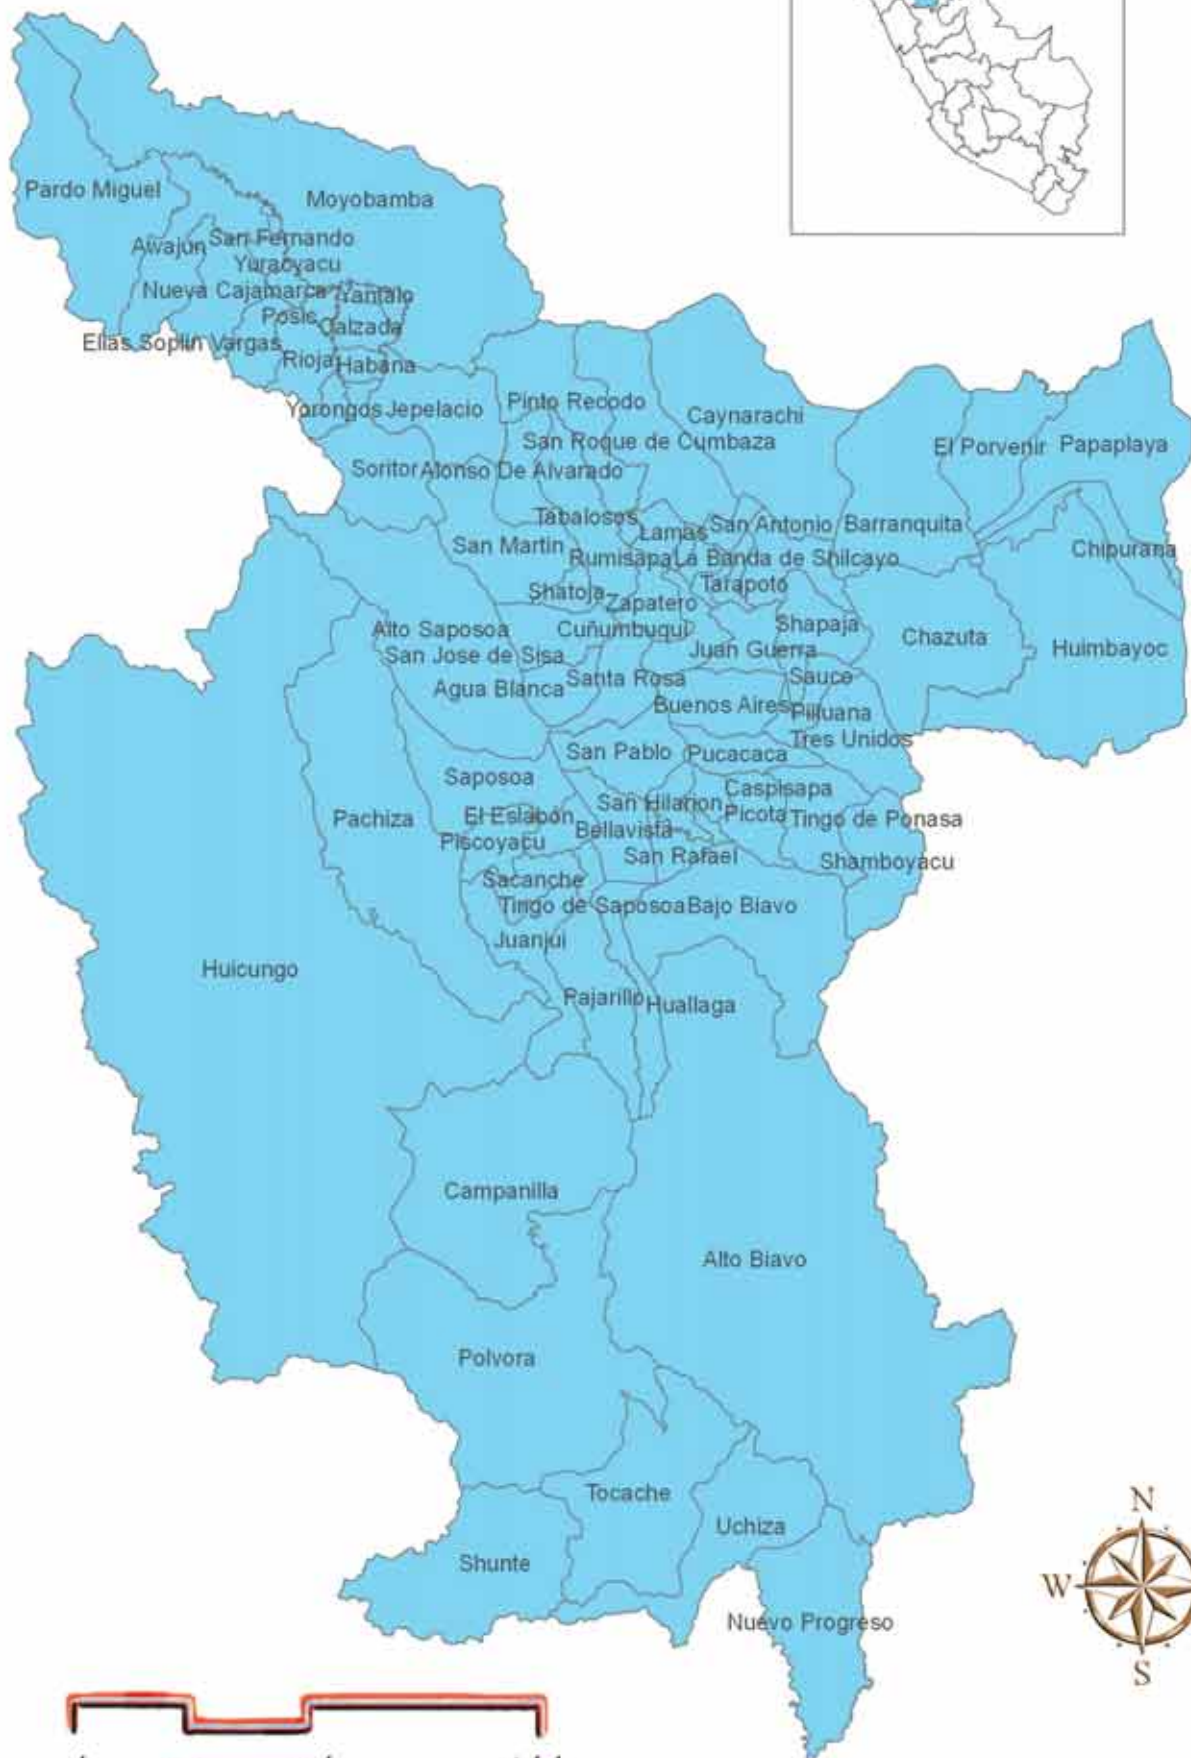 Pardo Miguel
Moyobamba
Awajun
San Fernando
Yuracyacu
Nueva Cajamarca
Yantalo
Posic
Calzada
Elias Soplin Vargas
Rioja
Habana
Yorongos
Jepelacio
Pinto Recodo
Caynarachi
San Roque de Cumbaza
El Porvenir
Papaplaya
Soritor
Alonso De Alvarado
Tabalosos
Lamas
San Antonio
Barranquita
San Martin
Rumisapa
La Banda de Shilcayo
Chipurana
Shatoja
Zapatero
Tarapoto
Alto Saposoa
Cuñumbuqui
Shapaja
Chazuta
San Jose de Sisa
Juan Guerra
Huimbayoc
Agua Blanca
Santa Rosa
Sauce
Buenos Aires
Pilluana
Tres Unidos
San Pablo
Pucacaca
Saposoa
Caspisapa
San Hilarion
Pachiza
El Eslabón
Picota
Tingo de Ponasa
Bellavista
Piscoyacu
San Rafael
Shamboyacu
Sacanche
Tingo de Saposoa
Bajo Biavo
Juanjui
Huicungo
Pajarillo
Huallaga
Campanilla
Alto Biavo
Polvora
Tocache
Uchiza
Shunte
Nuevo Progreso
N
W
S